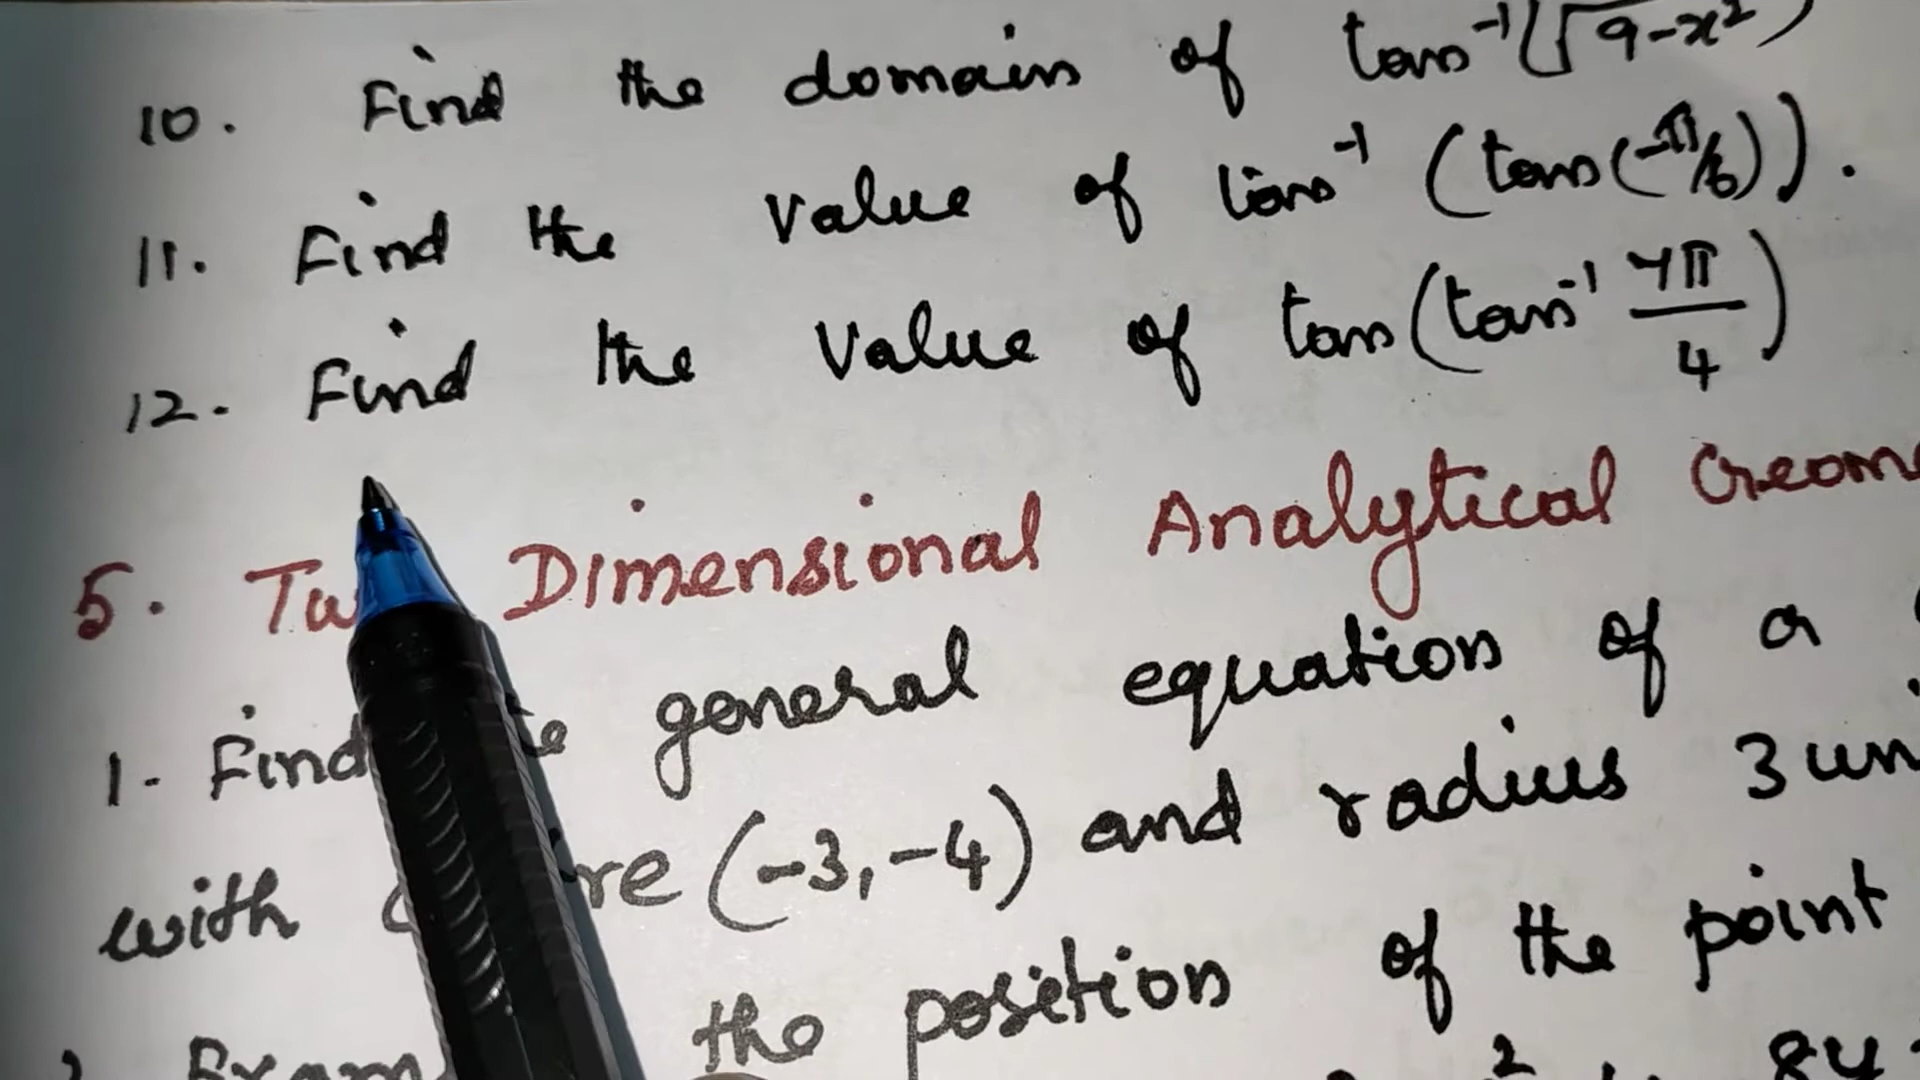 10. Find the domain of tan⁻¹(√9-x²)
11. Find the value of tan⁻¹ (tan(-π/6)).
12. Find the value of tan(tan⁻¹ 7π/4)
5. Dimensional Analytical
1. Find general equation of a
with (-3,-4) and radius 3
the position of the point